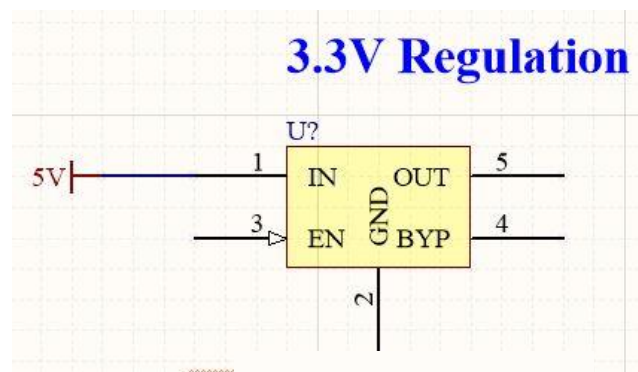 3.3V Regulation
U?
5V 1 IN OUT 5
3 EN GND BYP 4
2